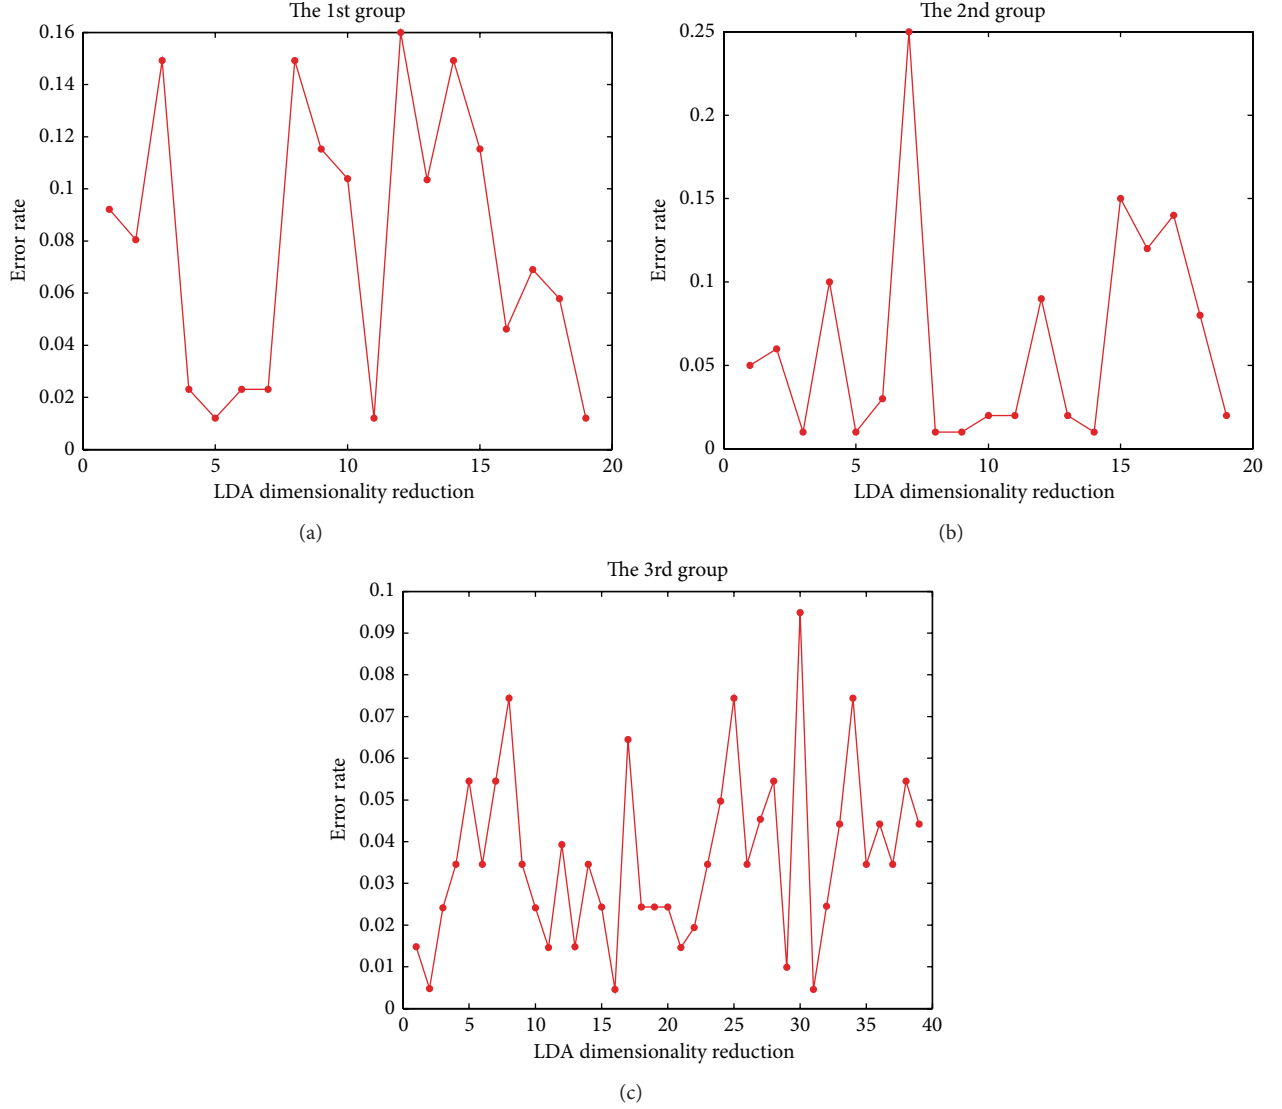 The 1st group
0.16
0.14
0.12
0.1
0.08
0.06
0.04
0.02
0
Error rate
0 5 10 15 20
LDA dimensionality reduction
(a)
The 2nd group
0.25
0.2
0.15
0.1
0.05
0
Error rate
0 5 10 15 20
LDA dimensionality reduction
(b)
The 3rd group
0.1
0.09
0.08
0.07
0.06
0.05
0.04
0.03
0.02
0.01
0
Error rate
0 5 10 15 20 25 30 35 40
LDA dimensionality reduction
(c)